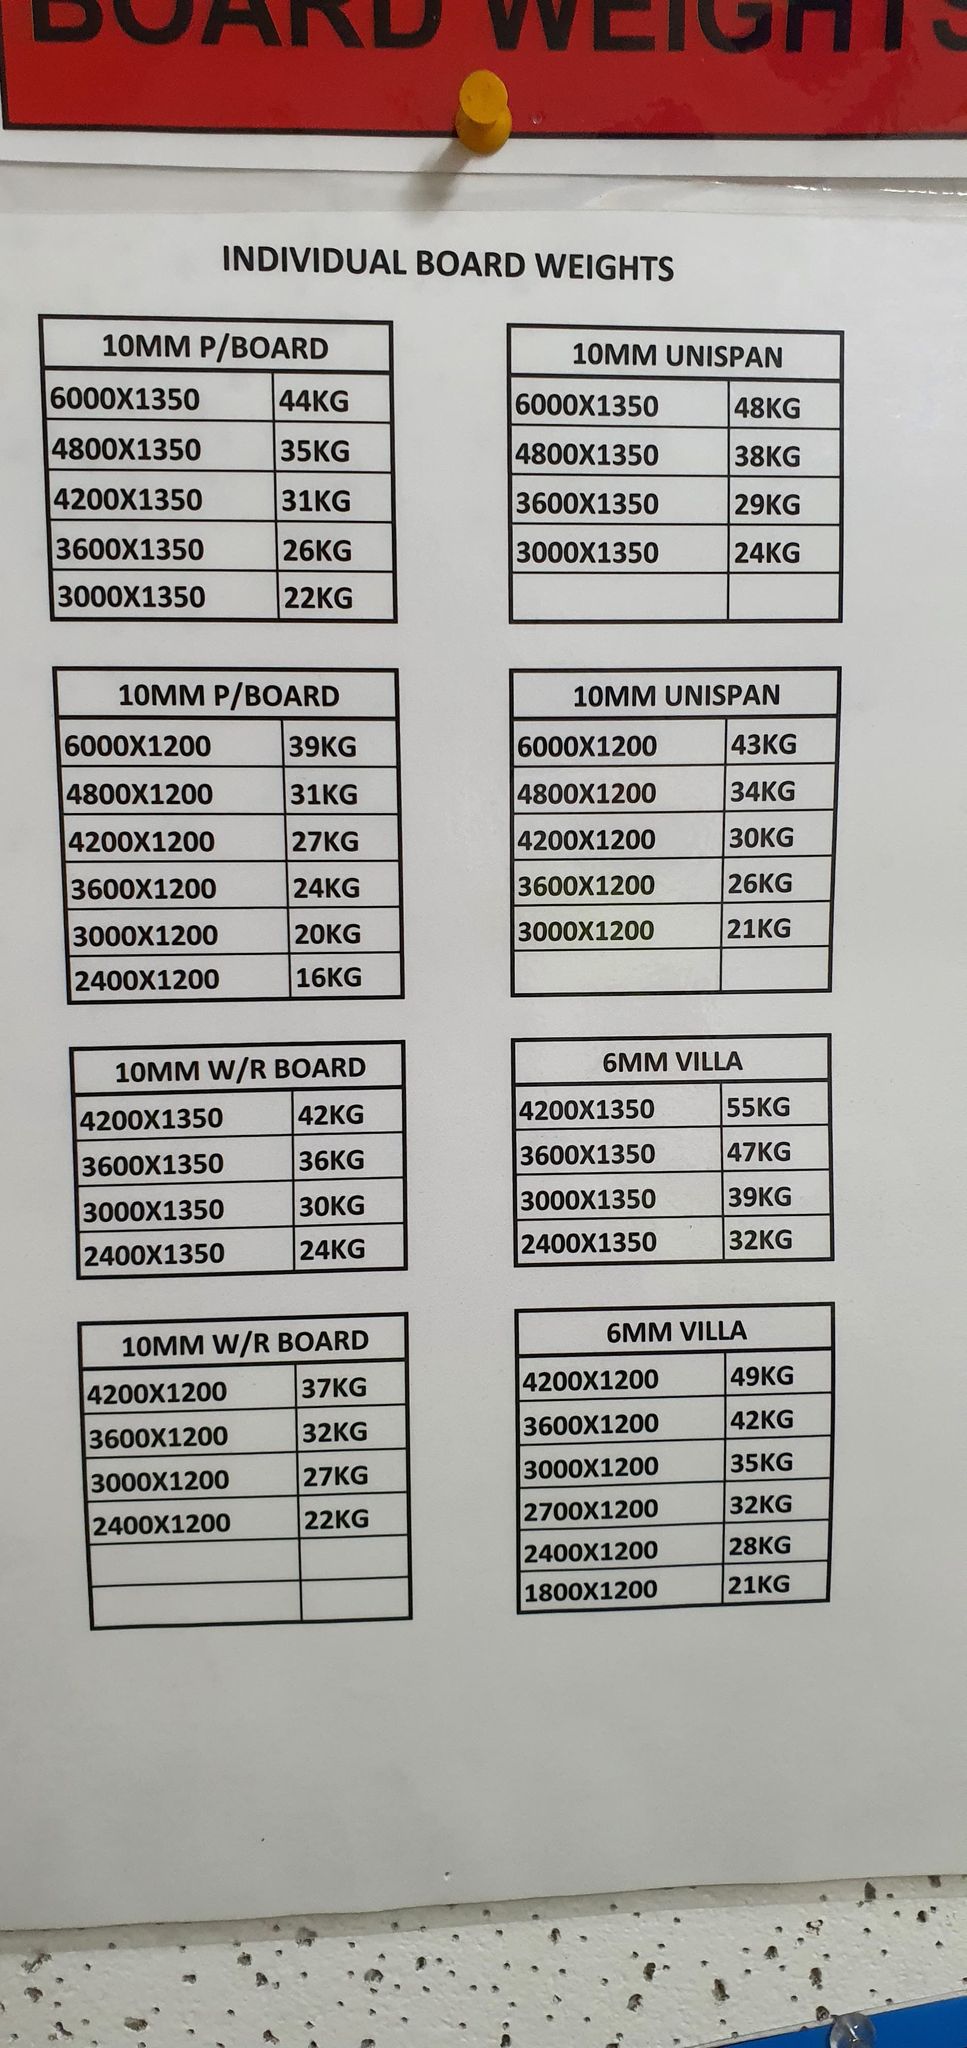 BOARD WEIGHTS
INDIVIDUAL BOARD WEIGHTS
10MM P/BOARD
6000X1350 44KG
4800X1350 35KG
4200X1350 31KG
3600X1350 26KG
3000X1350 22KG
10MM UNISPAN
6000X1350 48KG
4800X1350 38KG
3600X1350 29KG
3000X1350 24KG
10MM P/BOARD
6000X1200 39KG
4800X1200 31KG
4200X1200 27KG
3600X1200 24KG
3000X1200 20KG
2400X1200 16KG
10MM UNISPAN
6000X1200 43KG
4800X1200 34KG
4200X1200 30KG
3600X1200 26KG
3000X1200 21KG
10MM W/R BOARD
4200X1350 42KG
3600X1350 36KG
3000X1350 30KG
2400X1350 24KG
6MM VILLA
4200X1350 55KG
3600X1350 47KG
3000X1350 39KG
2400X1350 32KG
10MM W/R BOARD
4200X1200 37KG
3600X1200 32KG
3000X1200 27KG
2400X1200 22KG
6MM VILLA
4200X1200 49KG
3600X1200 42KG
3000X1200 35KG
2700X1200 32KG
2400X1200 28KG
1800X1200 21KG